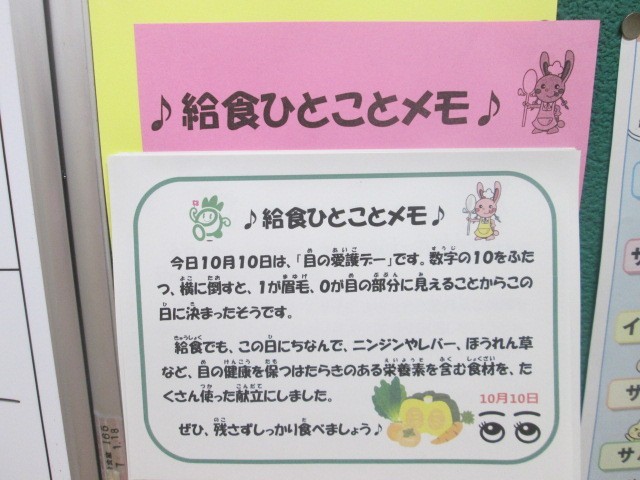 ♪給食ひとことメモ♪
♪給食ひとことメモ♪
今日10月10日は、「目の愛護デー」です。数字の10をふた
つ、横に倒すと、1が眉毛、0が目の部分に見えることからこの
日に決まったそうです。
給食でも、この日にちなんで、ニンジンやレバー、ほうれん草
など、目の健康を保つはたらきのある栄養素を含む食材を、た
くさん使った献立にしました。
ぜひ、残さずしっかり食べましょう♪
10月10日
サ
イ
サ
サ